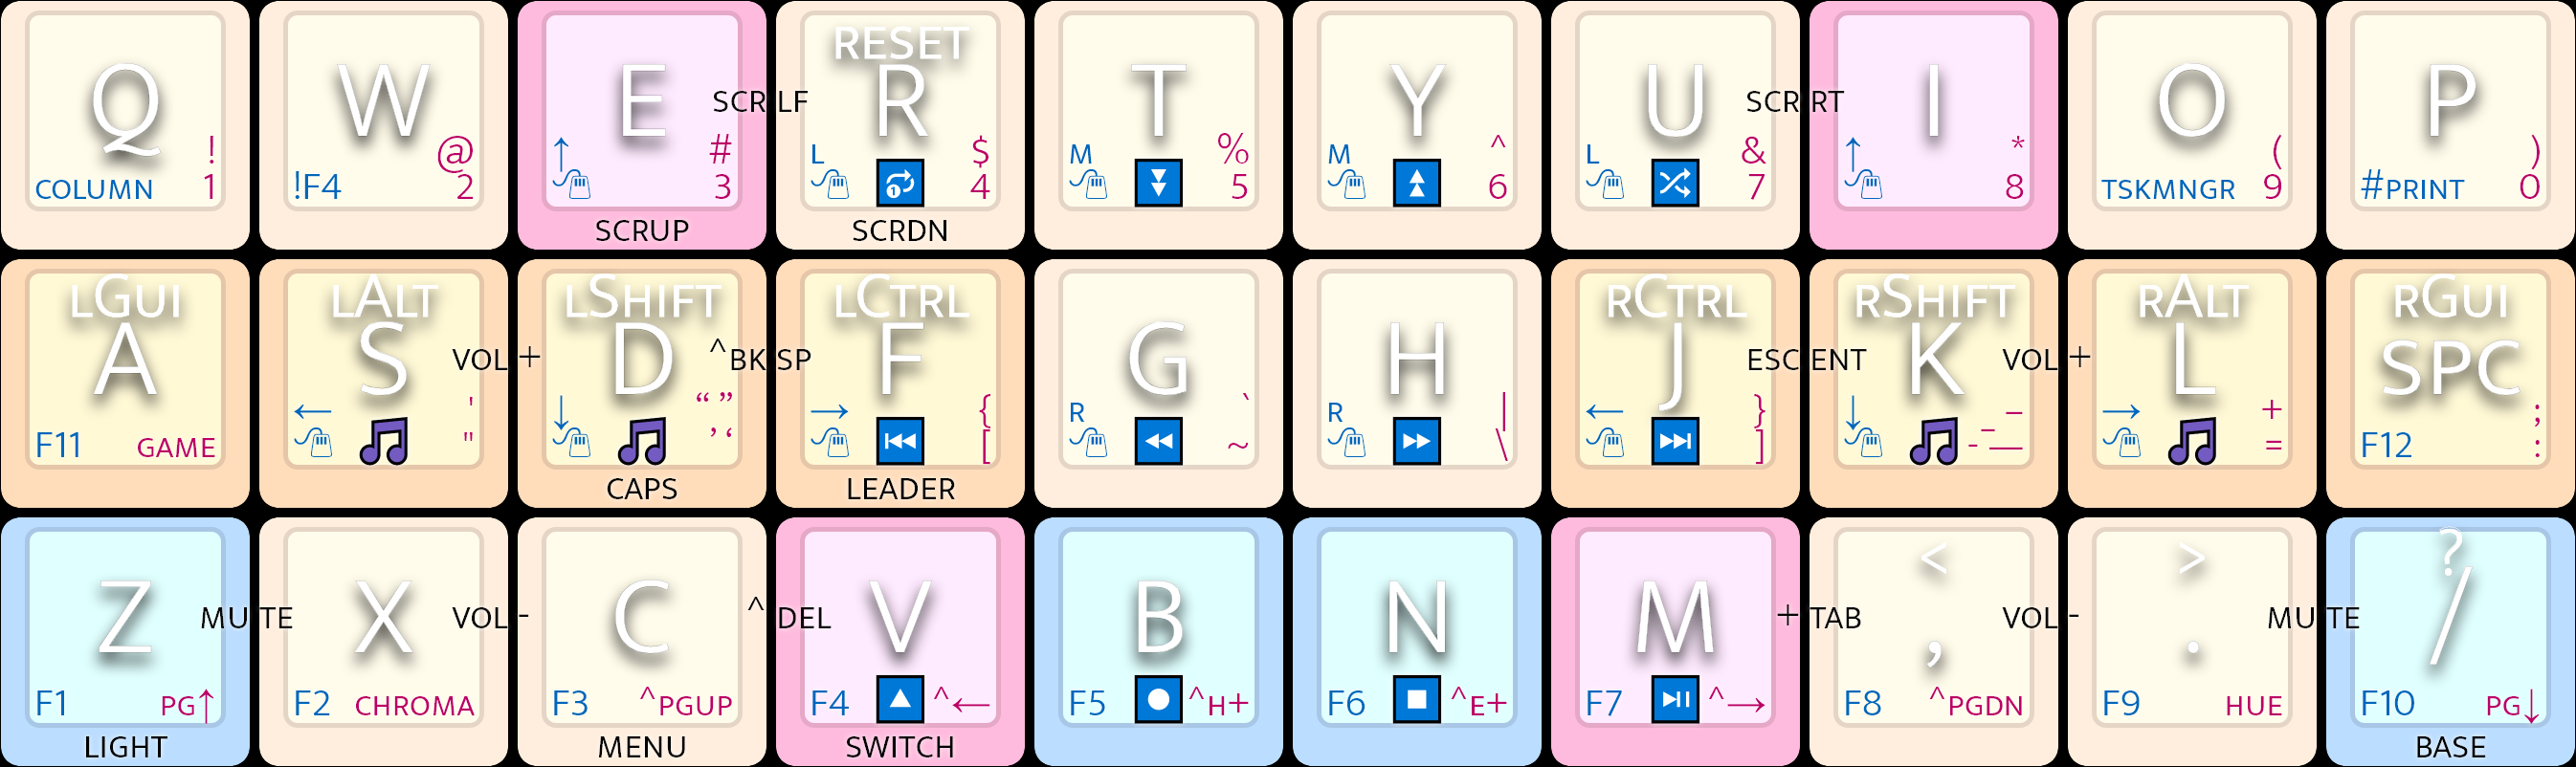 RESET
Q W E SCRLF R T Y U SCRRT I O P
! @ ↑ # L $ M % M ^ L & ↑ * ( )
COLUMN 1 !F4 2 3 1 4 5 6 7 8 TSKMNGR 9 #PRINT 0
SCRUP SCRDN
LGUI LALT LSHIFT LCTRL RCTRL RSHIFT RALT RGUI
A S VOL+ D ^BKSP F G H J ESCENT K VOL+ L SPC
← ' ↓ “ ” → { R ` R | ← } ↓ – → + ;
F11 GAME " ’ ‘ [ ~ \ ] - _ — = F12 :
CAPS LEADER
< > ?
Z MUTE X VOL- C ^DEL V B N M +TAB , VOL- . MUTE /
F1 PG↑ F2 CHROMA F3 ^PGUP F4 ^← F5 ^H+ F6 ^E+ F7 ^→ F8 ^PGDN F9 HUE F10 PG↓
LIGHT MENU SWITCH BASE